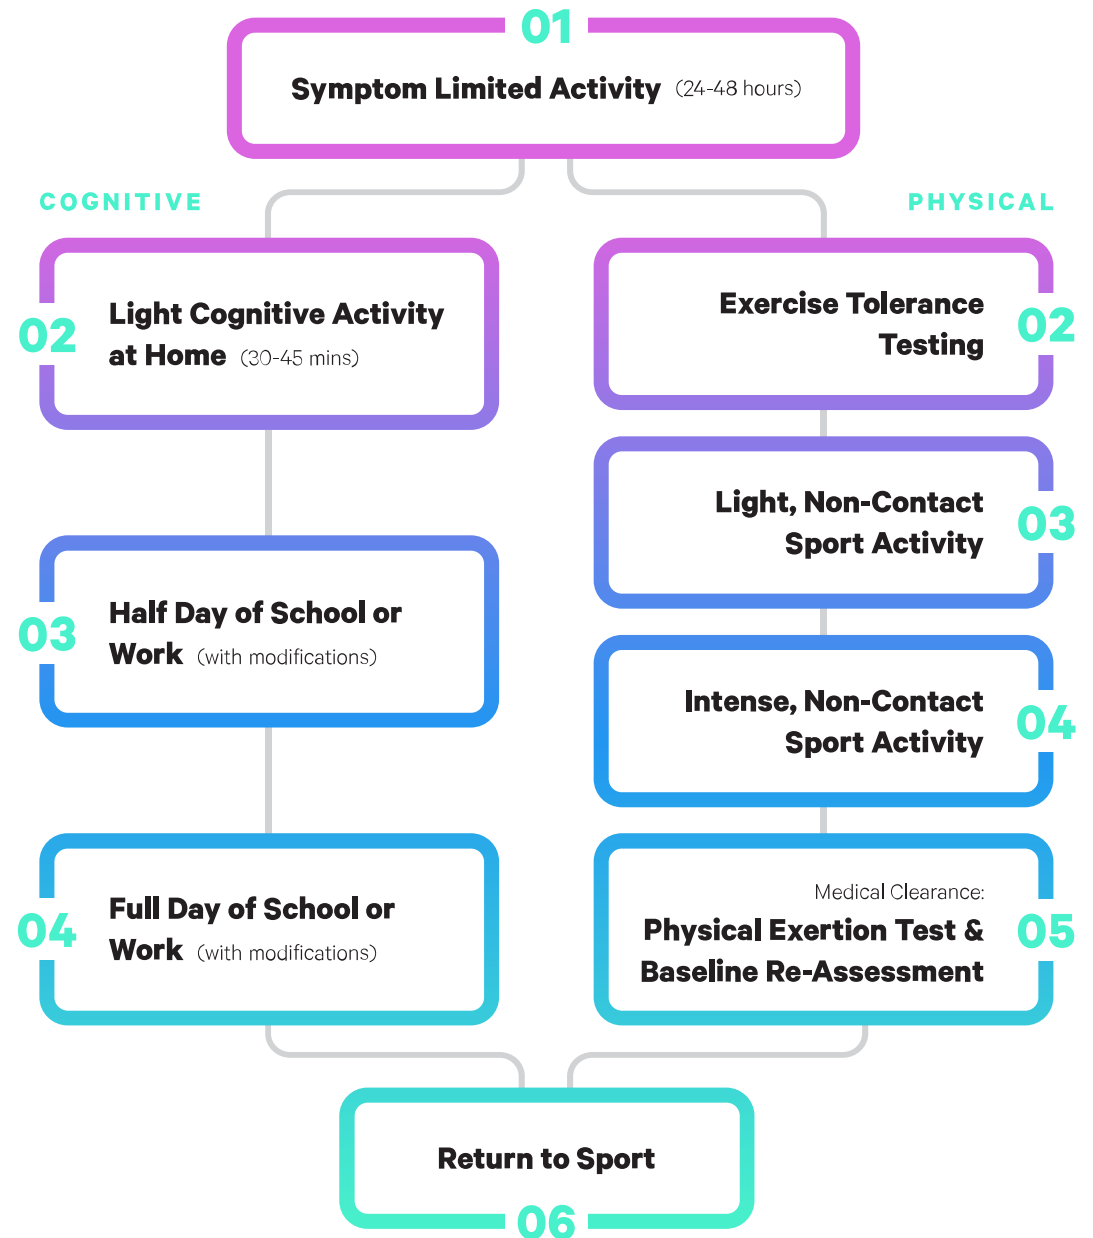 01
Symptom Limited Activity (24-48 hours)
COGNITIVE
02
Light Cognitive Activity
at Home (30-45 mins)
03
Half Day of School or
Work (with modifications)
04
Full Day of School or
Work (with modifications)
PHYSICAL
Exercise Tolerance
Testing
02
Light, Non-Contact
Sport Activity
03
Intense, Non-Contact
Sport Activity
04
Medical Clearance:
Physical Exertion Test &
Baseline Re-Assessment
05
Return to Sport
06